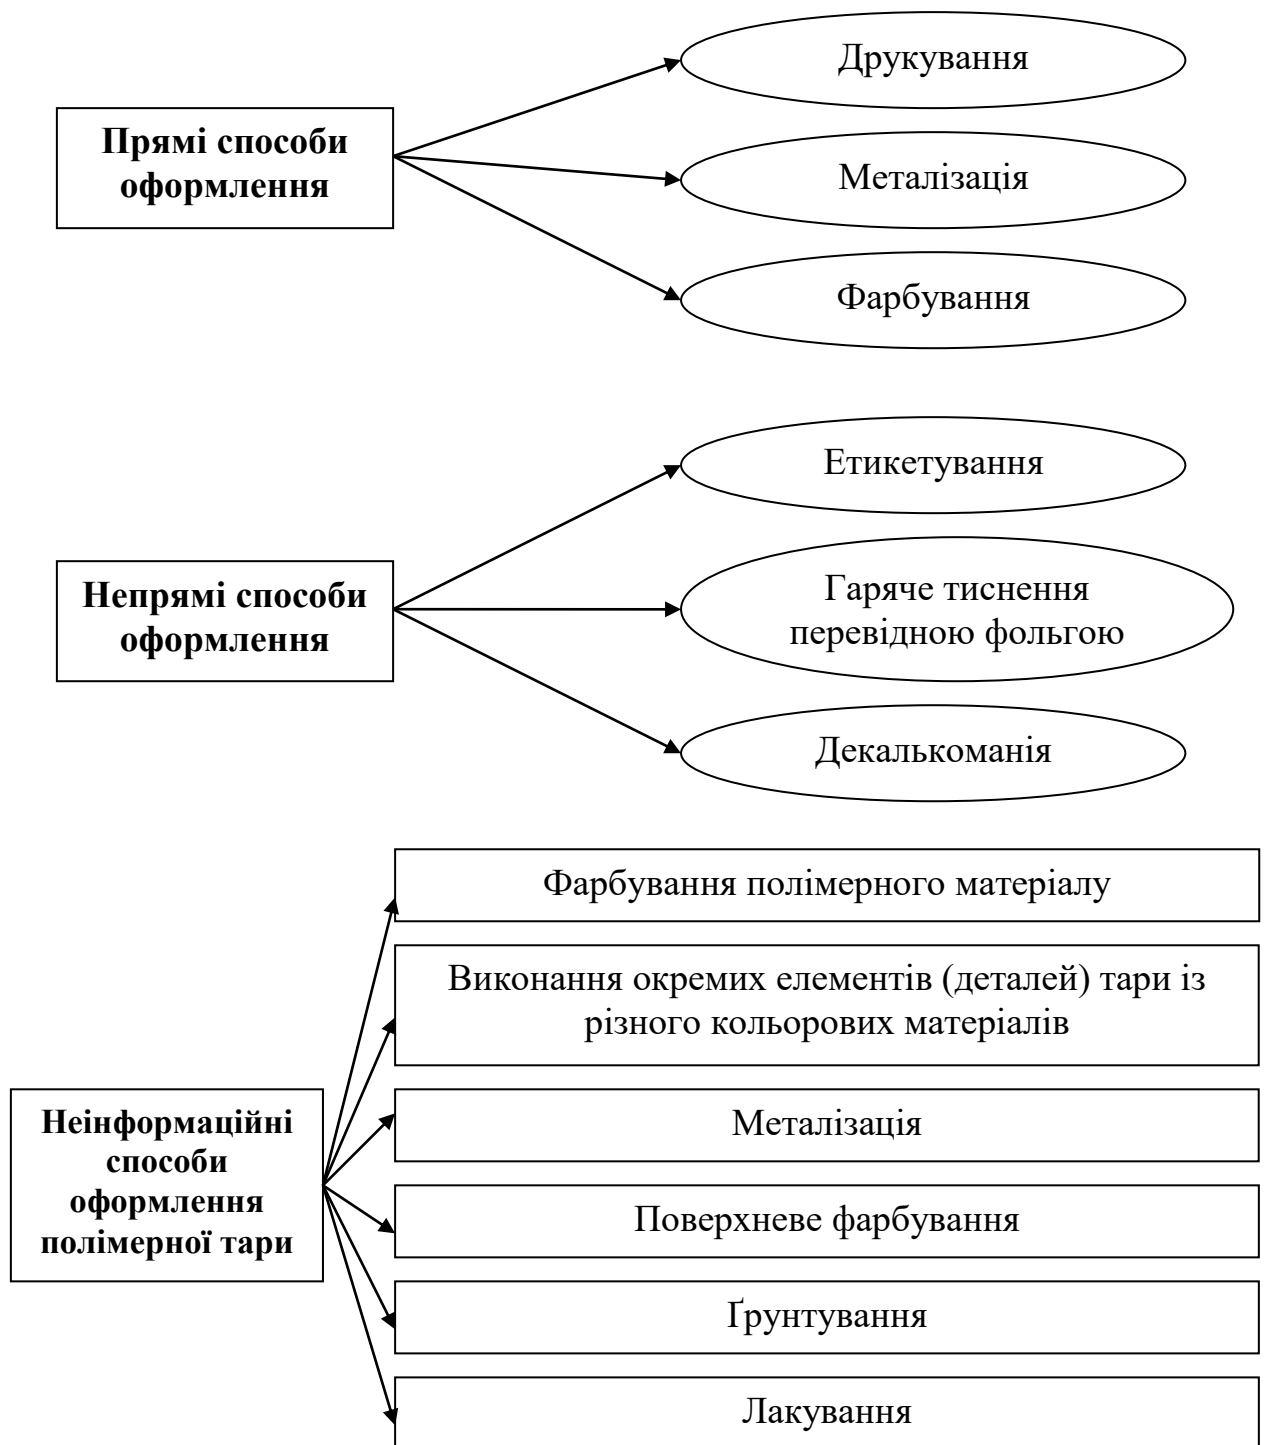 Друкування
Прямі способи
оформлення
Металізація
Фарбування
Етикетування
Непрямі способи
оформлення
Гаряче тиснення
перевідною фольгою
Декалькоманія
Фарбування полімерного матеріалу
Виконання окремих елементів (деталей) тари із
різного кольорових матеріалів
Неінформаційні
способи
оформлення
полімерної тари
Металізація
Поверхневе фарбування
Ґрунтування
Лакування